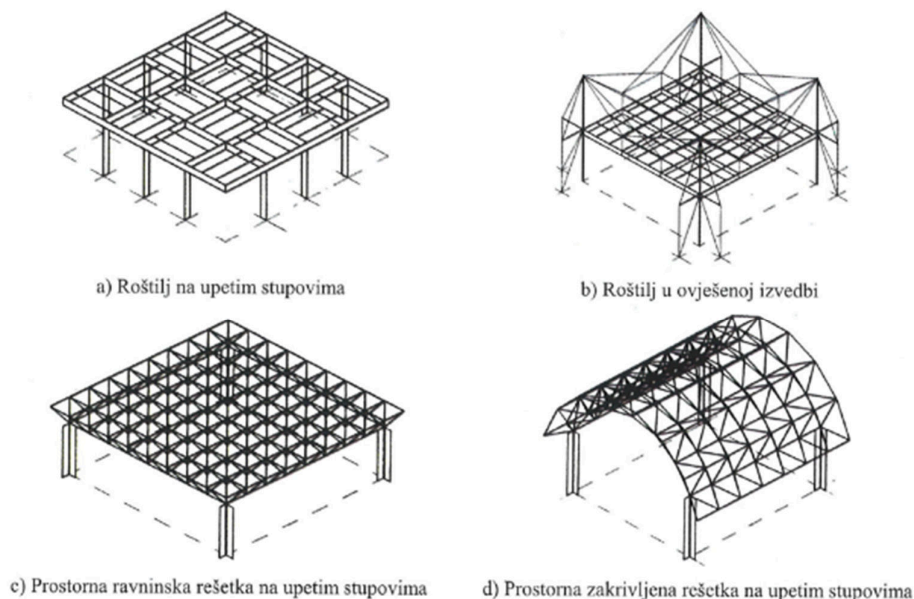 a) Roštilj na upetim stupovima
b) Roštilj u ovješenoj izvedbi
c) Prostorna ravninska rešetka na upetim stupovima
d) Prostorna zakrivljena rešetka na upetim stupovima